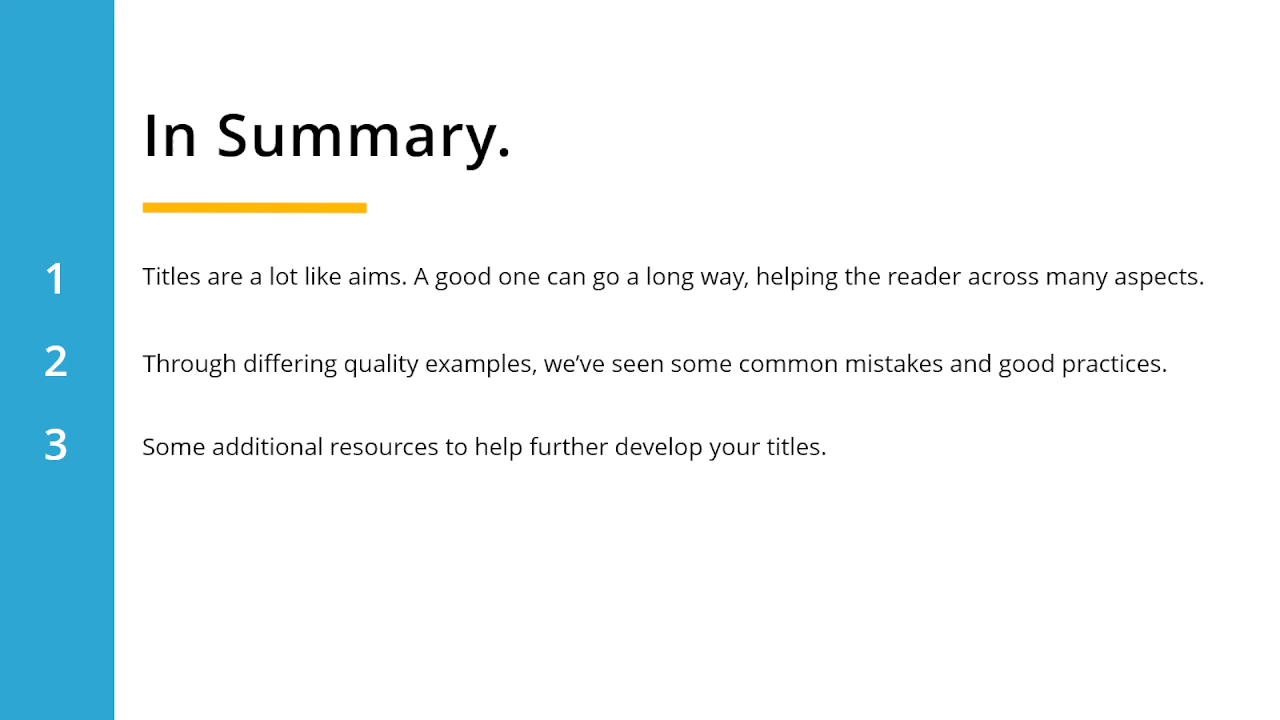 In Summary.
1 Titles are a lot like aims. A good one can go a long way, helping the reader across many aspects.
2 Through differing quality examples, we’ve seen some common mistakes and good practices.
3 Some additional resources to help further develop your titles.